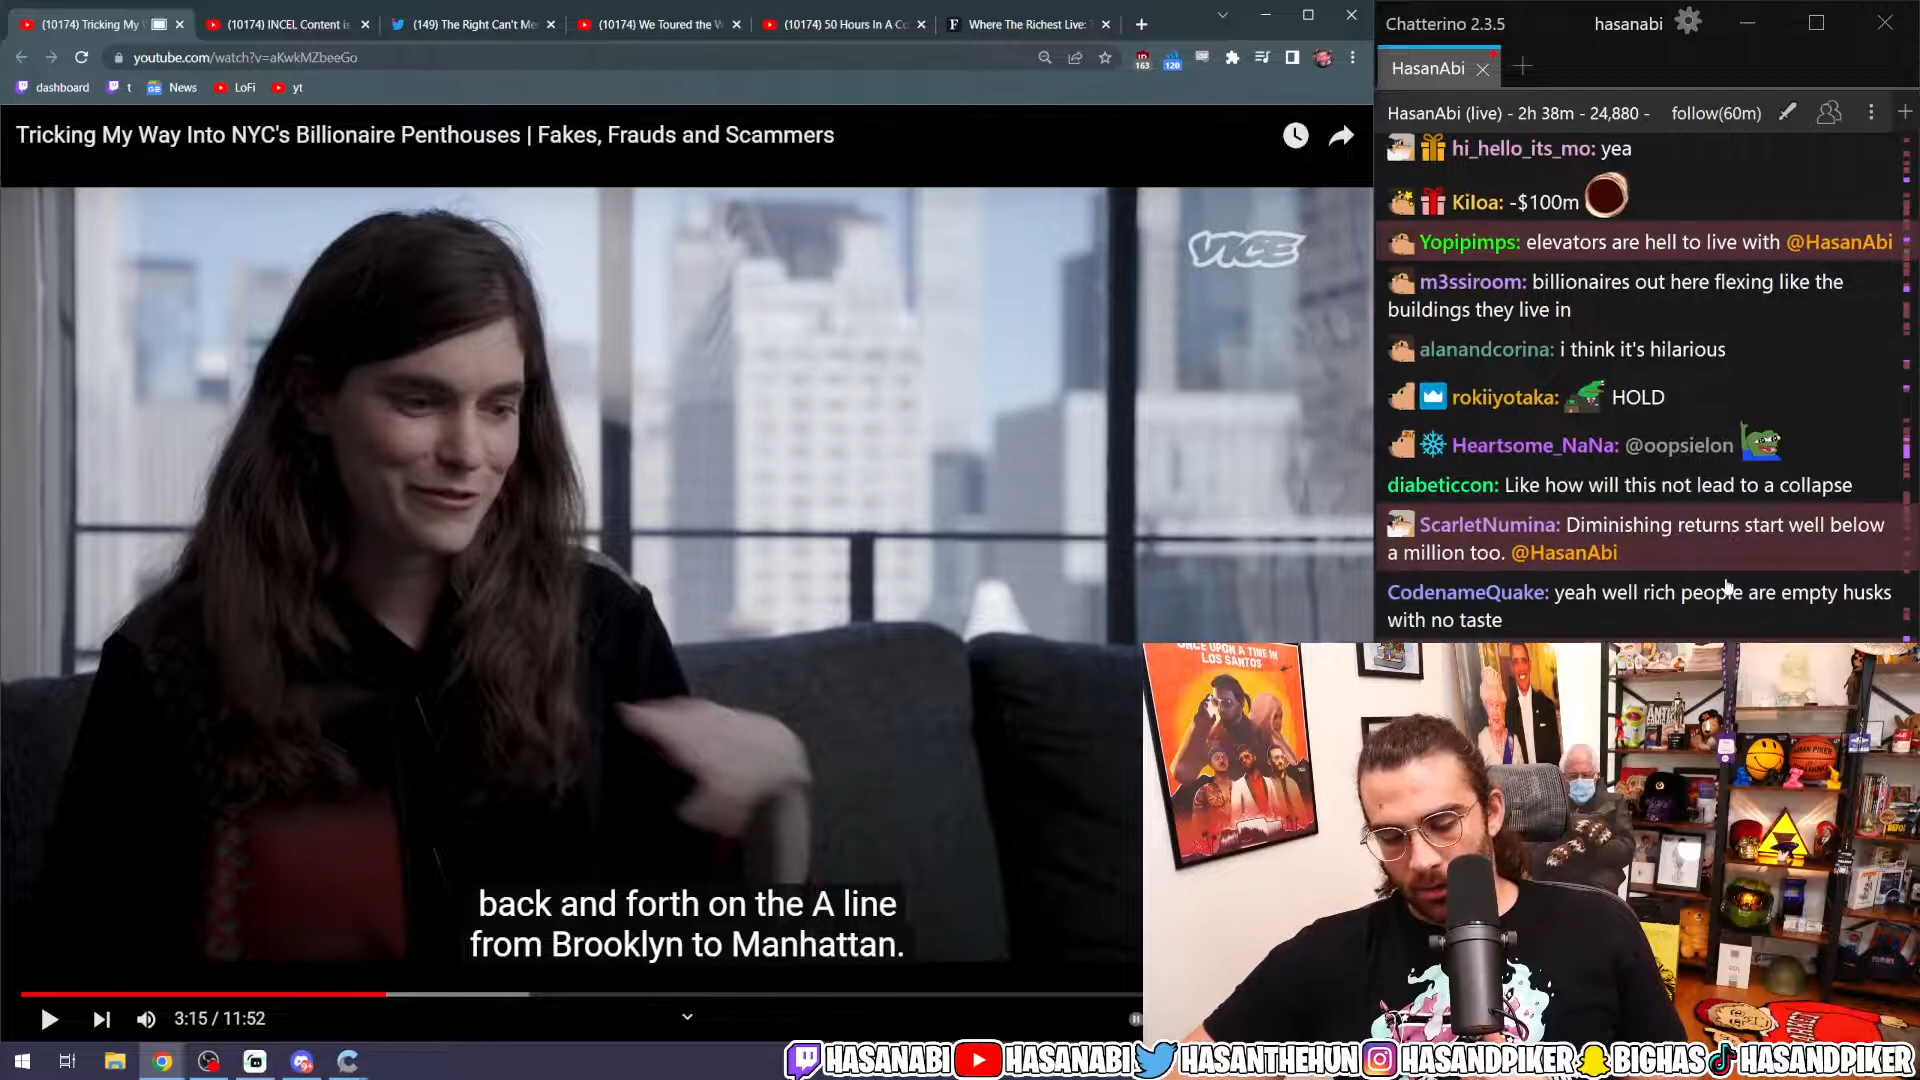 (10174) Tricking My
(10174) INCEL Content is
(149) The Right Can't Me
(10174) We Toured the W
(10174) 50 Hours In A Co
Where The Richest Live:
youtube.com/watch?v=aKwkMZbeeGo
163
120
dashboard
t
News
LoFi
yt
Tricking My Way Into NYC's Billionaire Penthouses | Fakes, Frauds and Scammers
VICE
back and forth on the A line
from Brooklyn to Manhattan.
3:15 / 11:52
Chatterino 2.3.5
hasanabi
HasanAbi
HasanAbi (live) - 2h 38m - 24,880 -
follow(60m)
hi_hello_its_mo: yea
Kiloa: -$100m
Yopipimps: elevators are hell to live with @HasanAbi
m3ssiroom: billionaires out here flexing like the
buildings they live in
alanandcorina: i think it's hilarious
rokiiyotaka: HOLD
Heartsome_NaNa: @oopsielon
diabeticcon: Like how will this not lead to a collapse
ScarletNumina: Diminishing returns start well below
a million too. @HasanAbi
CodenameQuake: yeah well rich people are empty husks
with no taste
ONCE UPON A TIME IN
LOS SANTOS
HASANABI
HASANABI
HASANTHEHUN
HASANDPIKER
BIGHAS
HASANDPIKER